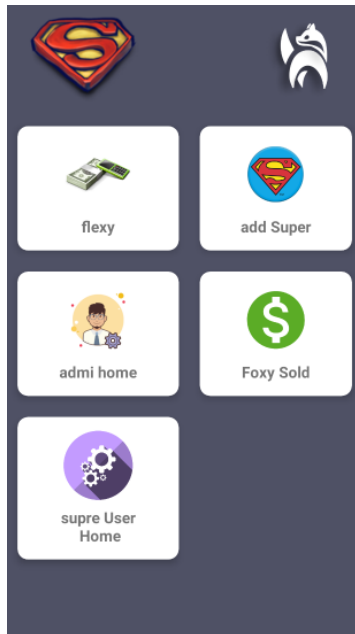 flexy
add Super
admi home
Foxy Sold
supre User
Home